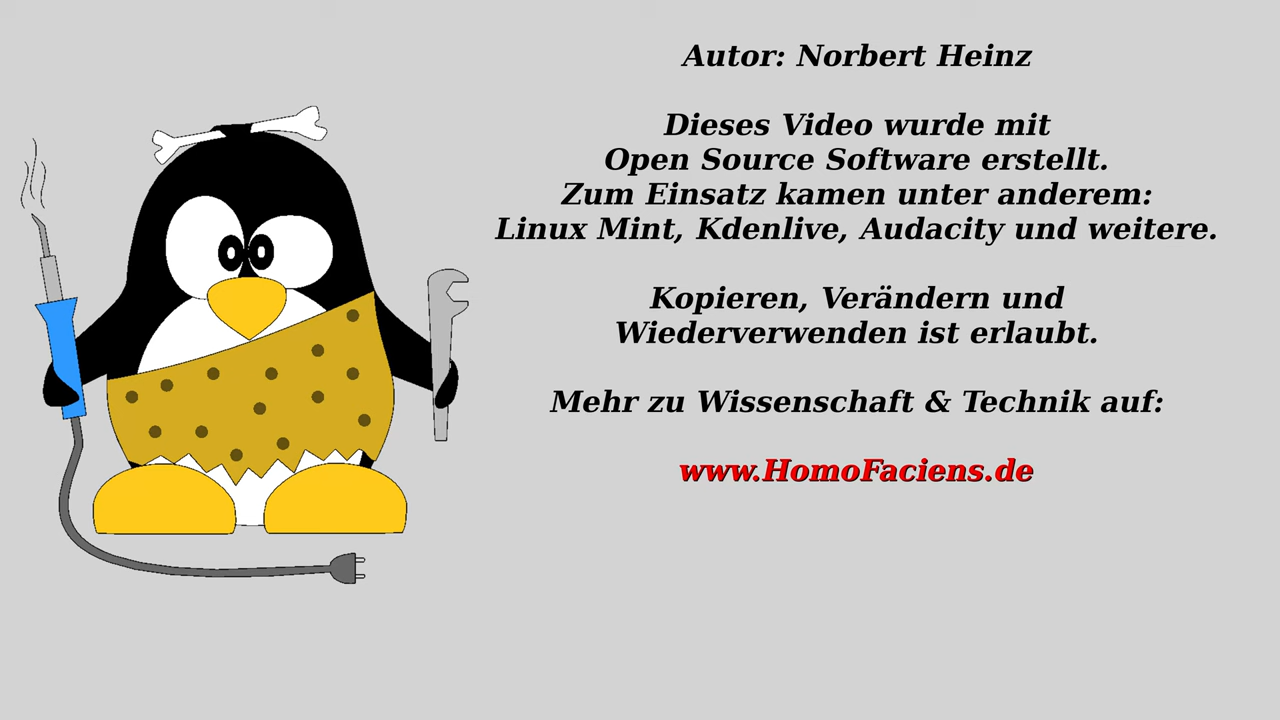 Autor: Norbert Heinz
Dieses Video wurde mit
Open Source Software erstellt.
Zum Einsatz kamen unter anderem:
Linux Mint, Kdenlive, Audacity und weitere.
Kopieren, Verändern und
Wiederverwenden ist erlaubt.
Mehr zu Wissenschaft & Technik auf:
www.HomoFaciens.de